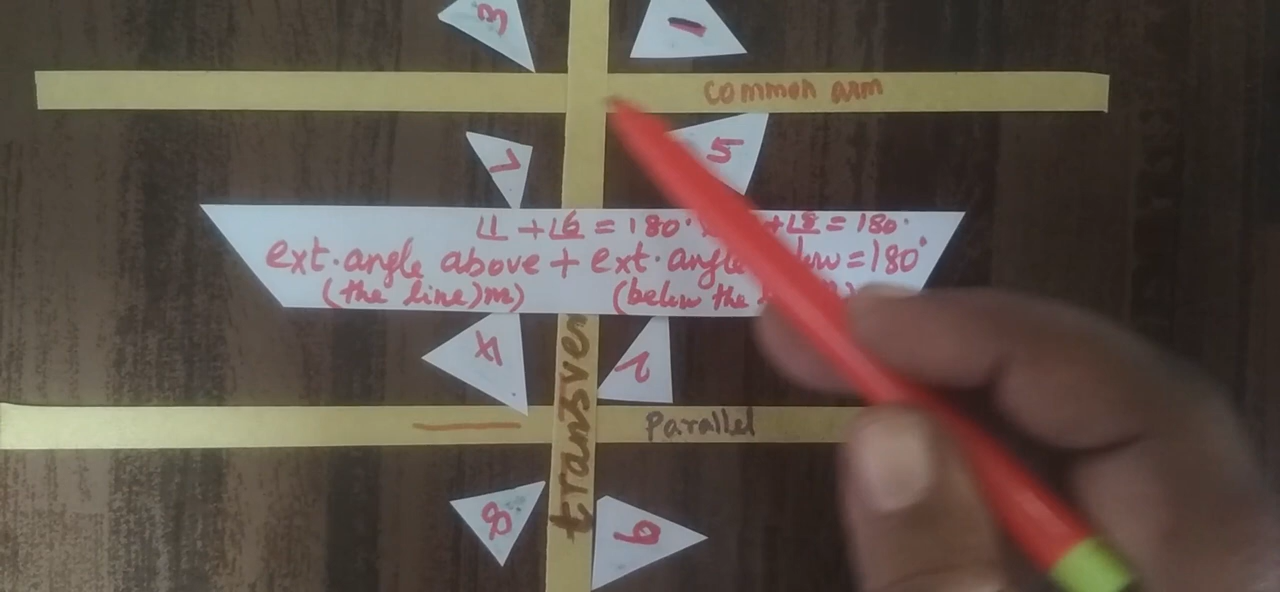 3
1
common arm
7
5
∠1 + ∠6 = 180° + ∠8 = 180°
ext. angle above + ext. angle = 180°
(the line) m) (below the
4
2
transver
Parallel
8
6